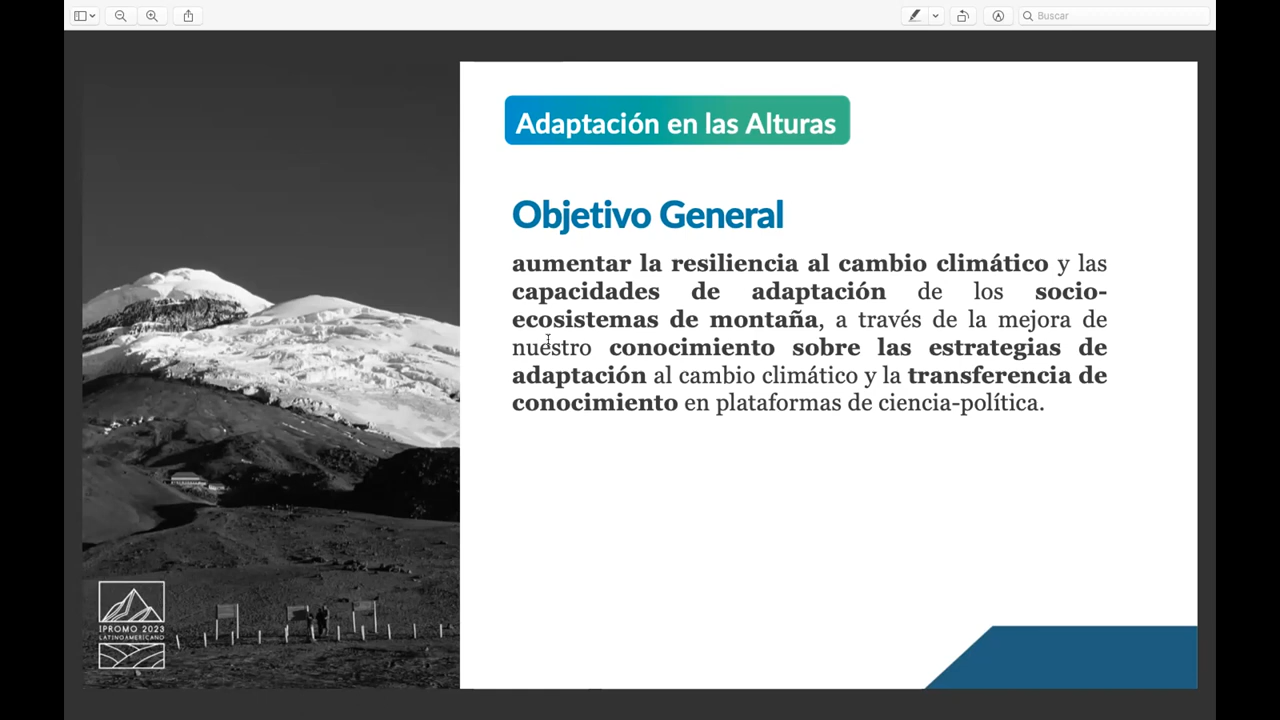 Buscar
Adaptación en las Alturas
Objetivo General
aumentar la resiliencia al cambio climático y las
capacidades de adaptación de los socio-
ecosistemas de montaña, a través de la mejora de
nuestro conocimiento sobre las estrategias de
adaptación al cambio climático y la transferencia de
conocimiento en plataformas de ciencia-política.
IPROMO 2023
LATINOAMERICANO